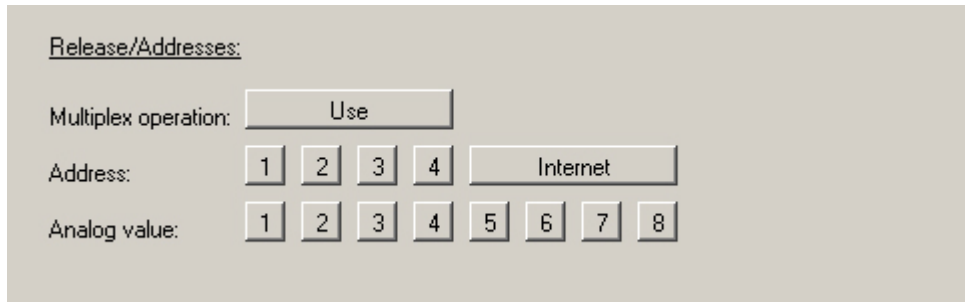 Release/Addresses:
Multiplex operation: Use
Address: 1 2 3 4 Internet
Analog value: 1 2 3 4 5 6 7 8